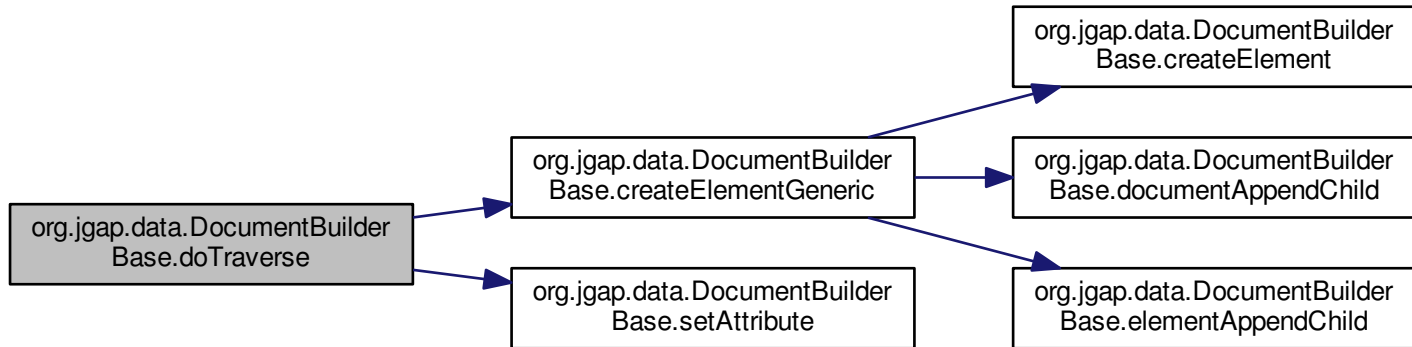 org.jgap.data.DocumentBuilder
Base.doTraverse
org.jgap.data.DocumentBuilder
Base.createElementGeneric
org.jgap.data.DocumentBuilder
Base.setAttribute
org.jgap.data.DocumentBuilder
Base.createElement
org.jgap.data.DocumentBuilder
Base.documentAppendChild
org.jgap.data.DocumentBuilder
Base.elementAppendChild